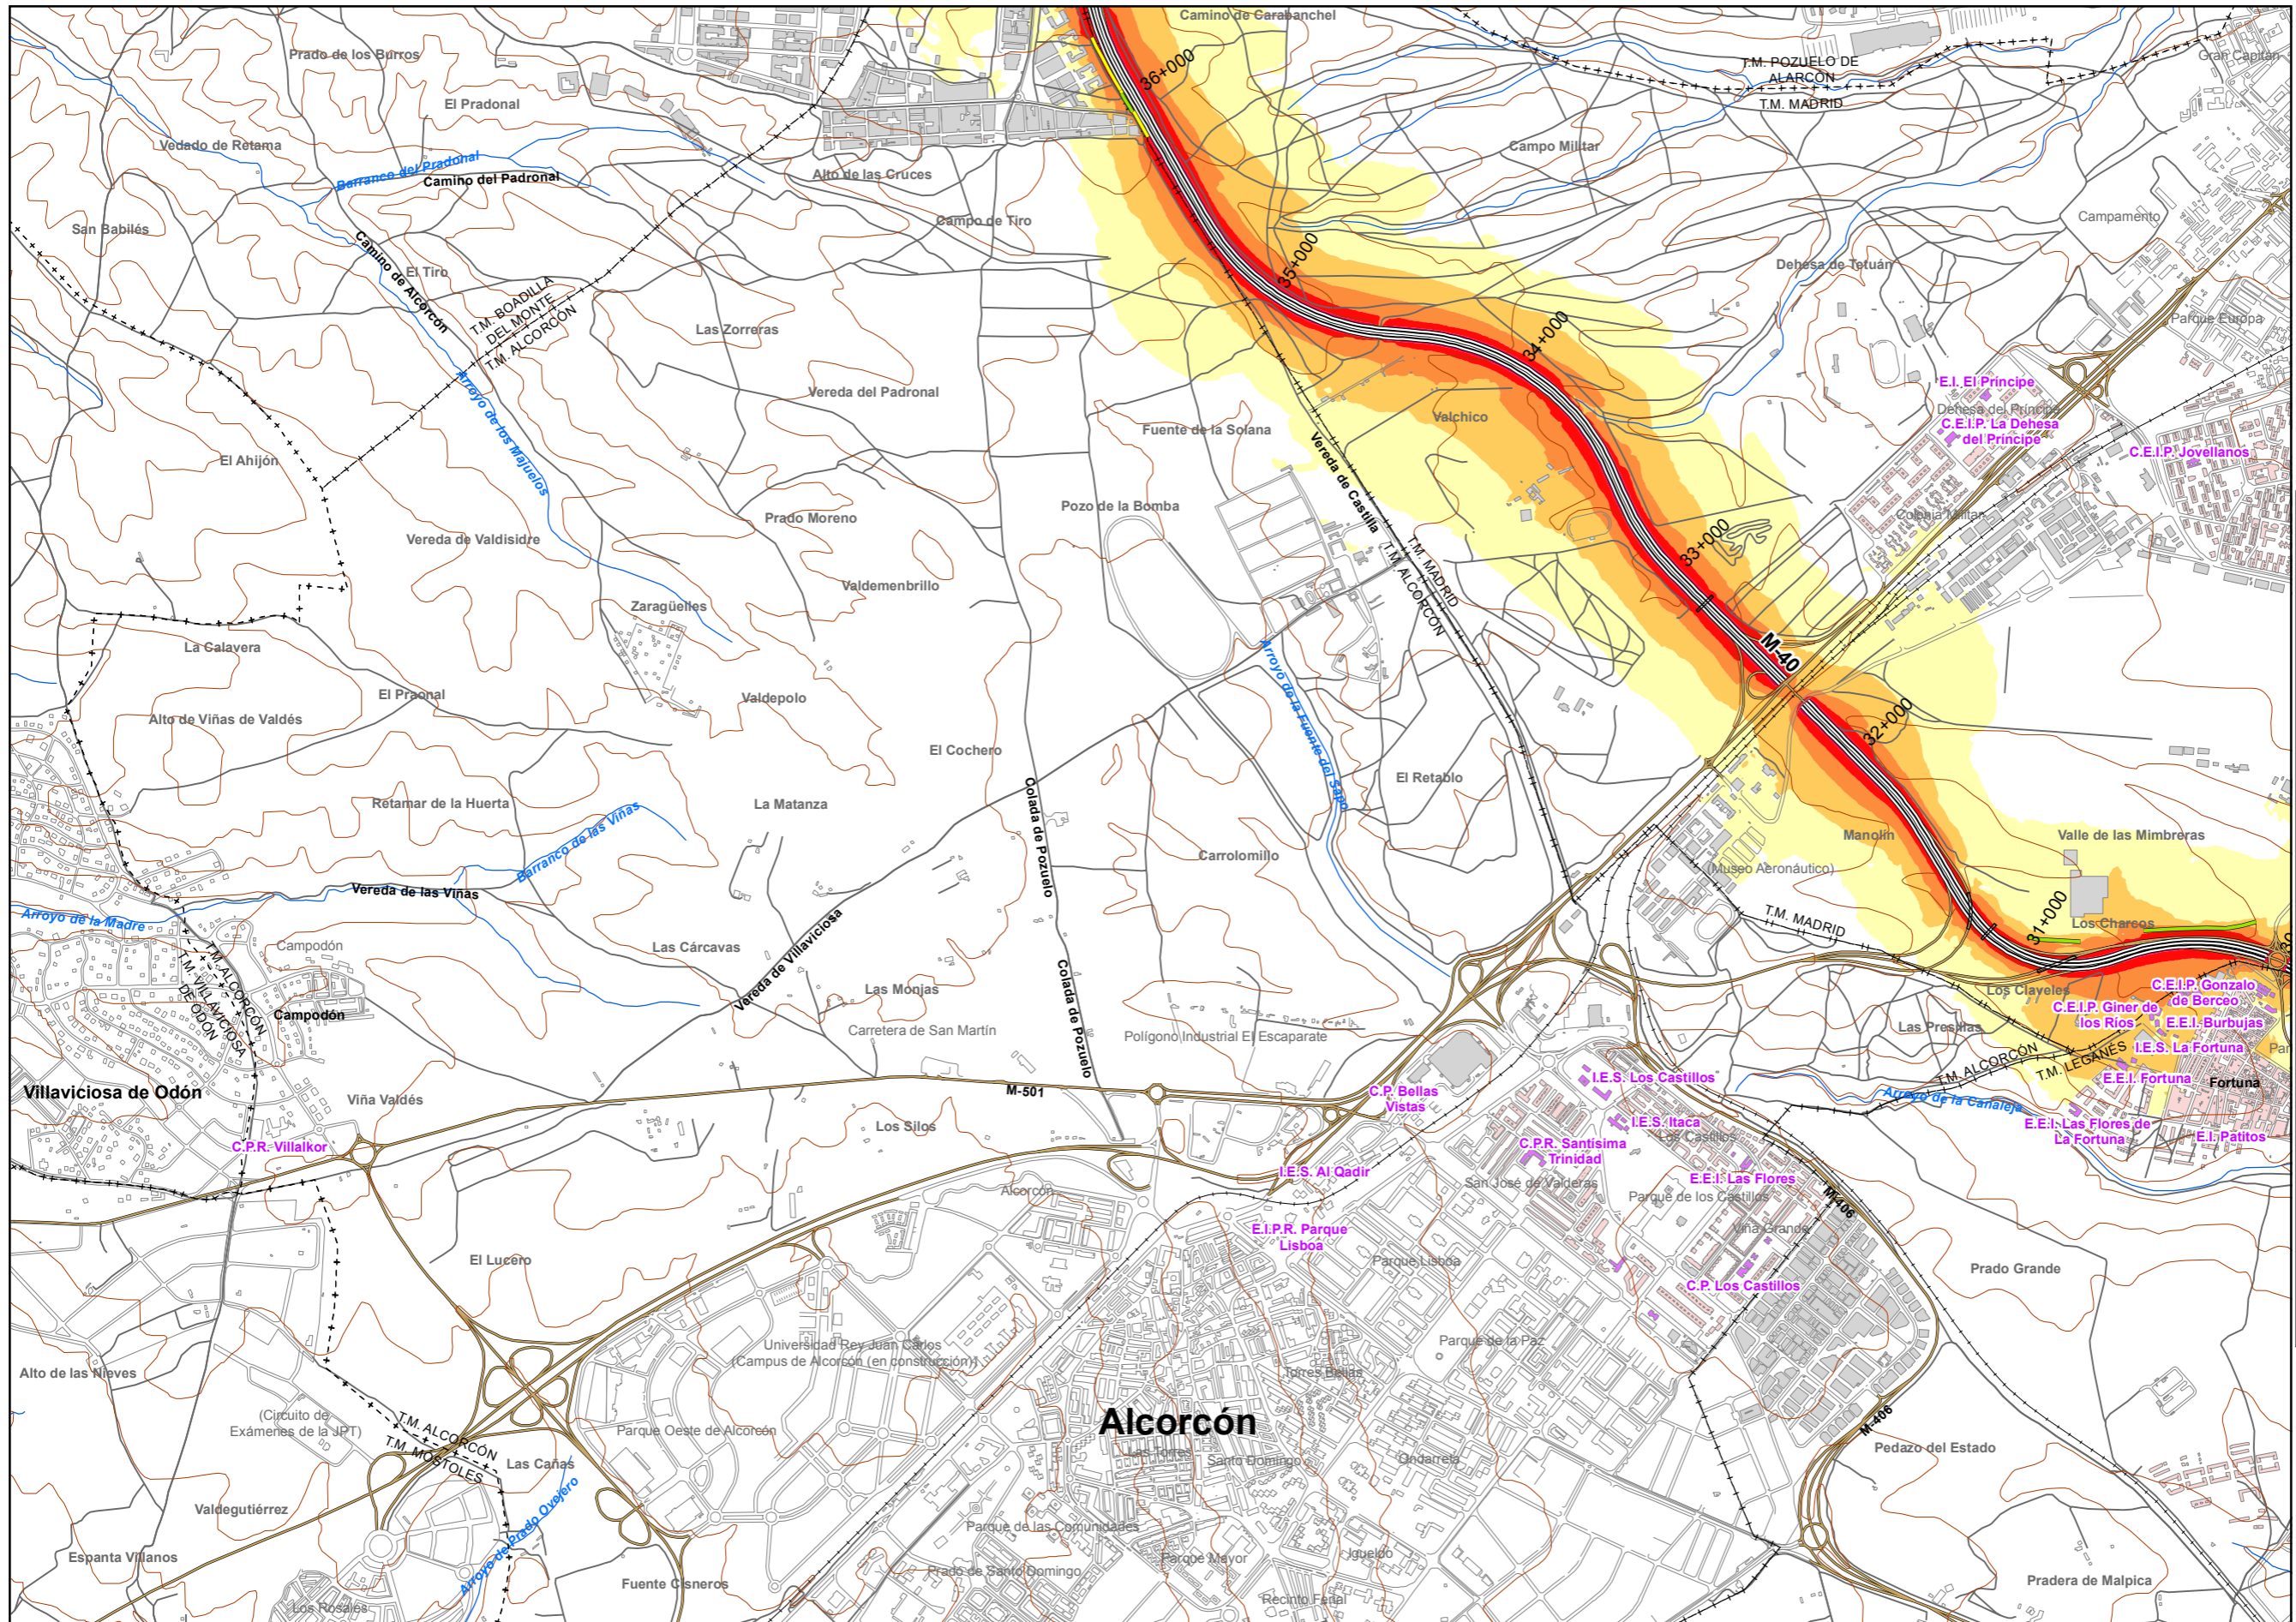 Camino de Carabanchel
Prado de los Burros
Gran Capitán
T.M. POZUELO DE
ALARCÓN
T.M. MADRID
36+000
El Pradonal
Vedado de Retama
Campo Militar
Barranco del Pradonal
Camino del Padronal
Alto de las Cruces
San Babilés
Campo de Tiro
Campamento
Camino de Alcorcón
El Tiro
35+000
Dehesa de Tetuán
T.M. BOADILLA
DEL MONTE
T.M. ALCORCÓN
Las Zorreras
34+000
Parque Europa
Arroyo de los Majuelos
Vereda del Padronal
E.I. El Príncipe
Dehesa del Príncipe
C.E.I.P. La Dehesa
del Príncipe
Valchico
Fuente de la Solana
Vereda de Castilla
C.E.I.P. Jovellanos
El Ahijón
Pozo de la Bomba
Prado Moreno
Colonia Militar
Vereda de Valdisidre
33+000
T.M. MADRID
T.M. ALCORCÓN
Valdemenbrillo
Zaragüelles
La Calavera
M-40
Arroyo de la Fuente del Sapo
El Praonal
Valdepolo
Alto de Viñas de Valdés
32+000
El Cochero
El Retablo
Colada de Pozuelo
Retamar de la Huerta
La Matanza
Barranco de las Viñas
Manolín
Valle de las Mimbreras
Carrolomillo
(Museo Aeronáutico)
Vereda de las Viñas
Arroyo de la Madre
T.M. MADRID
31+000
Los Charcos
Campodón
Las Cárcavas
Vereda de Villaviciosa
T.M. ALCORCÓN
T.M. VILLAVICIOSA
DE ODÓN
Colada de Pozuelo
Las Monjas
Los Claveles
C.E.I.P. Gonzalo
de Berceo
Campodón
C.E.I.P. Giner de
los Ríos
E.E.I. Burbujas
Carretera de San Martín
Polígono Industrial El Escaparate
Las Presillas
I.E.S. La Fortuna
Par
T.M. ALCORCÓN
T.M. LEGANÉS
Villaviciosa de Odón
M-501
C.P. Bellas
Vistas
I.E.S. Los Castillos
E.E.I. Fortuna
Fortuna
Viña Valdés
Arroyo de la Canaleja
Los Silos
I.E.S. Itaca
E.E.I. Las Flores de
La Fortuna
E.I. Patitos
Los Castillos
C.P.R. Villalkor
C.P.R. Santísima
Trinidad
I.E.S. Al Qadir
E.E.I. Las Flores
San José de Valderas
Alcorcón
Parque de los Castillos
M-406
E.I.P.R. Parque
Lisboa
Viña Grande
El Lucero
Parque Lisboa
Prado Grande
C.P. Los Castillos
Universidad Rey Juan Carlos
(Campus de Alcorcón (en construcción)
Parque de la Paz
Alto de las Nieves
Torres Bellas
(Circuito de
Exámenes de la JPT)
T.M. ALCORCÓN
T.M. MÓSTOLES
Parque Oeste de Alcorcón
Alcorcón
M-406
Las Cañas
Las Torres
Santo Domingo
Ondarreta
Pedazo del Estado
Valdegutiérrez
Arroyo de Prado Ovejero
Parque de las Comunidades
Espanta Villanos
Parque Mayor
Igueldo
Prado de Santo Domingo
Fuente Cisneros
Pradera de Malpica
Los Rosales
Recinto Ferial